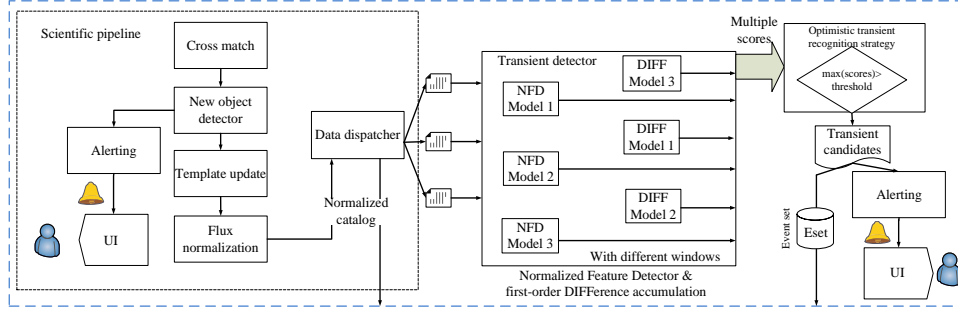 Scientific pipeline
Cross match
New object
detector
Alerting
Template update
UI
Flux
normalization
Data dispatcher
Normalized
catalog
Transient detector
DIFF
Model 3
NFD
Model 1
DIFF
Model 1
NFD
Model 2
DIFF
Model 2
NFD
Model 3
With different windows
Normalized Feature Detector &
first-order DIFFerence accumulation
Multiple
scores
Optimistic transient
recognition strategy
max(scores)>
threshold
Transient
candidates
Alerting
Event set
Eset
UI